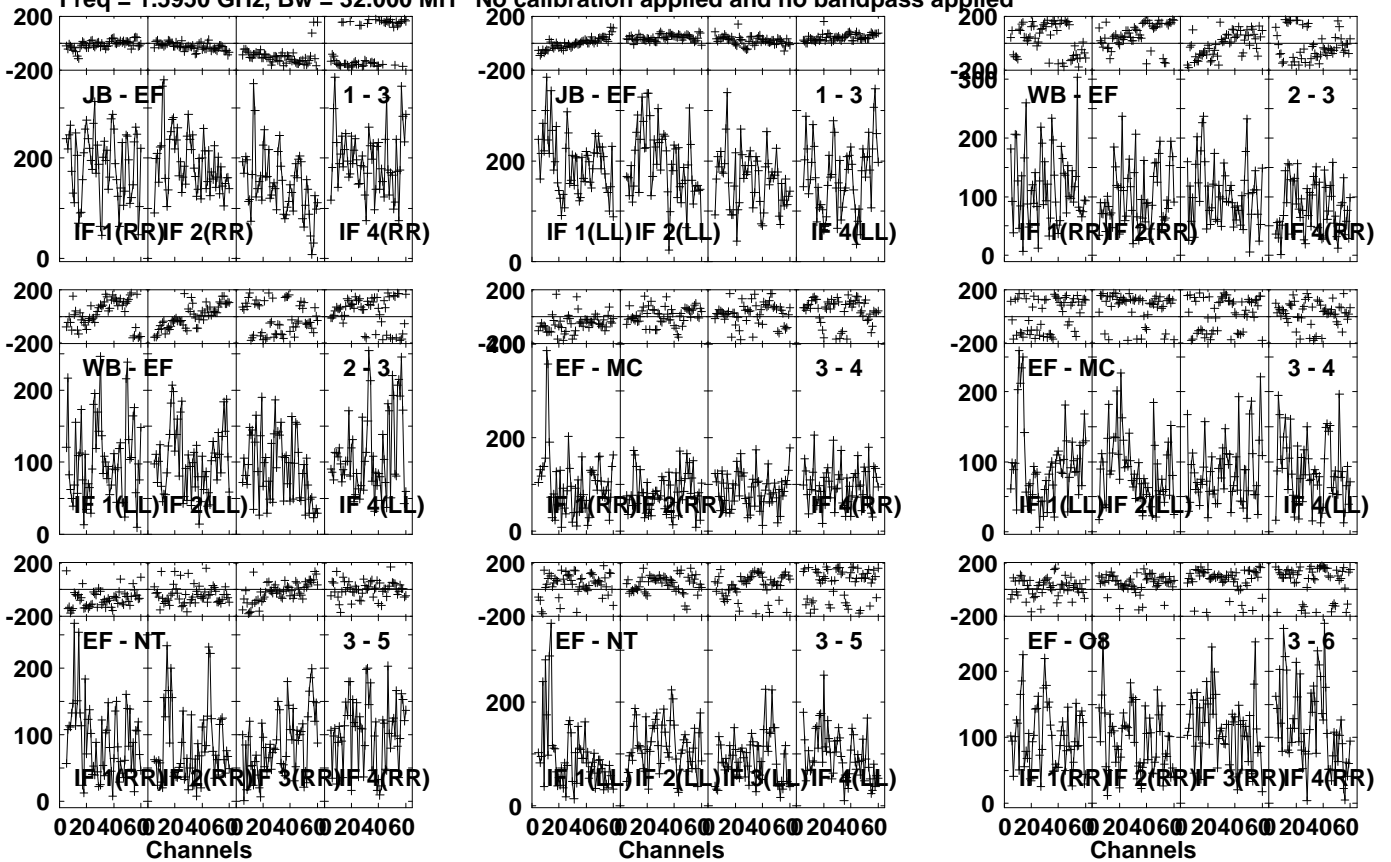 Freq = 1.5950 GHz, Bw = 32.000 MH No calibration applied and no bandpass applied
200
-200
JB - EF 1 - 3
200
IF 1(RR) IF 2(RR) IF 4(RR)
0
200
-200
JB - EF 1 - 3
200
IF 1(LL) IF 2(LL) IF 4(LL)
0
200
-200
300
WB - EF 2 - 3
200
100
IF 1(RR) IF 2(RR) IF 4(RR)
0
200
-200
WB - EF 2 - 3
200
100
IF 1(LL) IF 2(LL) IF 4(LL)
0
200
-200
EF - MC 3 - 4
200
IF 1(RR) IF 2(RR) IF 4(RR)
0
200
-200
EF - MC 3 - 4
200
100
IF 1(LL) IF 2(LL) IF 4(LL)
0
200
-200
EF - NT 3 - 5
200
100
IF 1(RR) IF 2(RR) IF 3(RR) IF 4(RR)
0
0 20 40 60 0 20 40 60 0 20 40 60 0 20 40 60
Channels
200
-200
EF - NT 3 - 5
200
IF 1(LL) IF 2(LL) IF 3(LL) IF 4(LL)
0
0 20 40 60 0 20 40 60 0 20 40 60 0 20 40 60
Channels
200
-200
EF - O8 3 - 6
200
100
IF 1(RR) IF 2(RR) IF 3(RR) IF 4(RR)
0
0 20 40 60 0 20 40 60 0 20 40 60 0 20 40 60
Channels